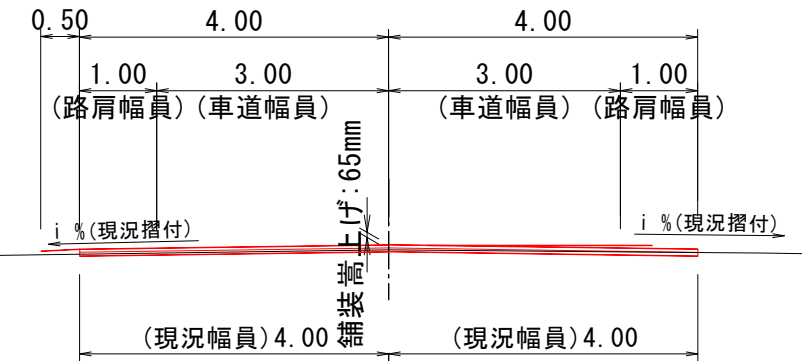 0.50 4.00 4.00
1.00 3.00 3.00 1.00
(路肩幅員) (車道幅員) (車道幅員) (路肩幅員)
舗装嵩上げ:65mm
i %(現況摺付) i %(現況摺付)
(現況幅員)4.00 (現況幅員)4.00